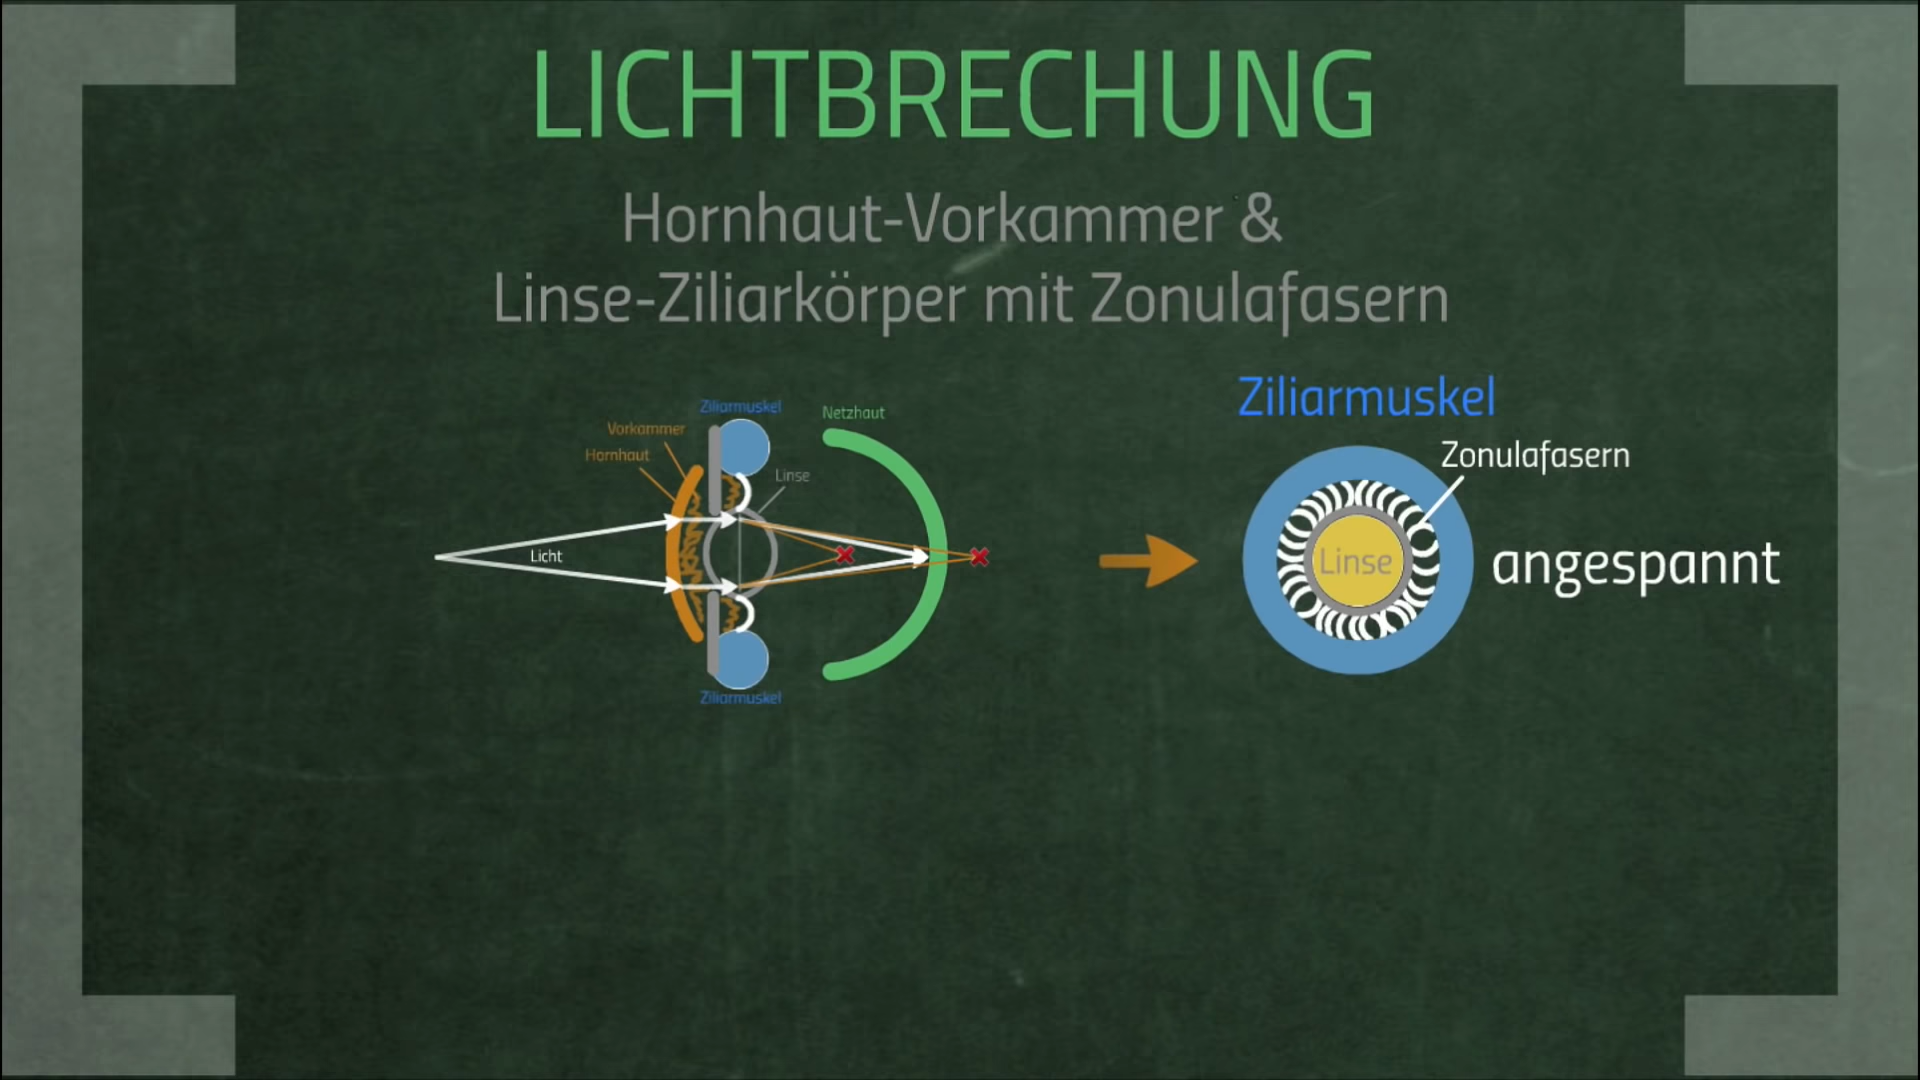 LICHTBRECHUNG
Hornhaut-Vorkammer &
Linse-Ziliarkörper mit Zonulafasern
Ziliarmuskel
Netzhaut
Vorkammer
Hornhaut
Linse
Licht
Ziliarmuskel
Ziliarmuskel
Zonulafasern
Linse
angespannt